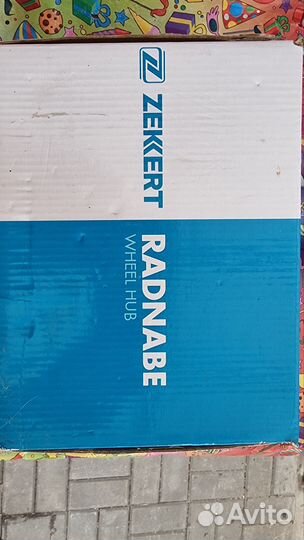 ZEKKERT
RADNABE
WHEEL HUB
Avito